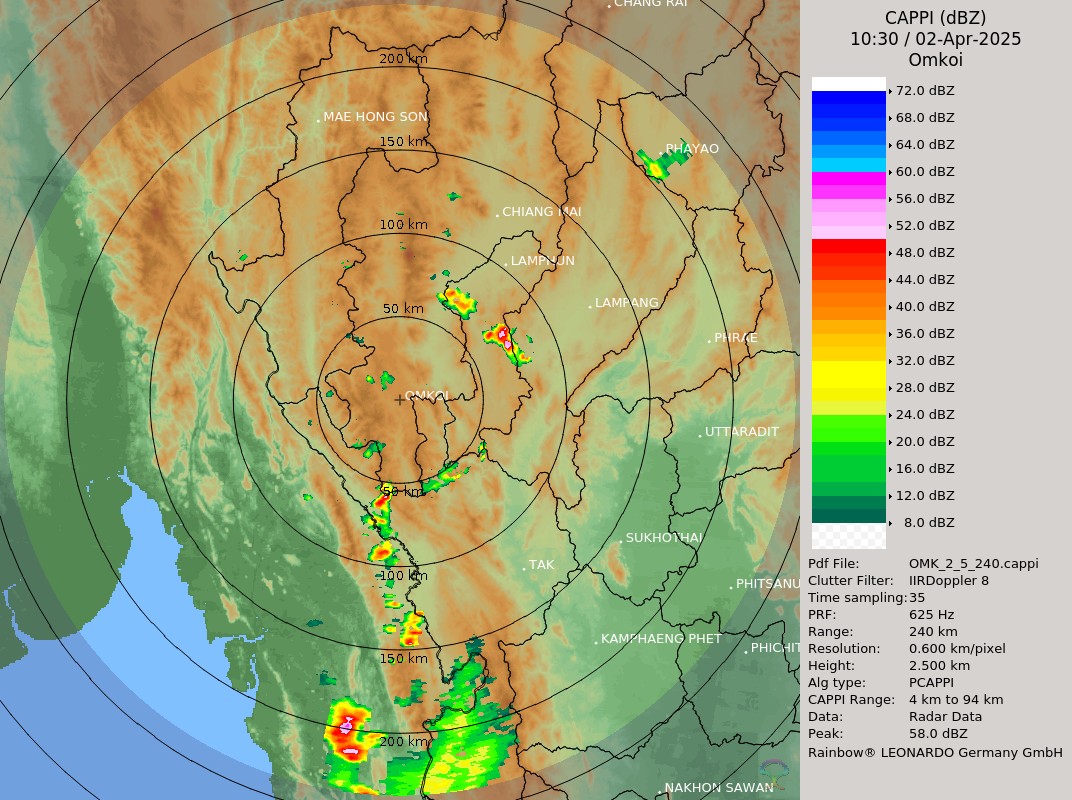 CAPPI (dBZ)
10:30 / 02-Apr-2025
Omkoi
72.0 dBZ
68.0 dBZ
64.0 dBZ
60.0 dBZ
56.0 dBZ
52.0 dBZ
48.0 dBZ
44.0 dBZ
40.0 dBZ
36.0 dBZ
32.0 dBZ
28.0 dBZ
24.0 dBZ
20.0 dBZ
16.0 dBZ
12.0 dBZ
8.0 dBZ
Pdf File: OMK_2_5_240.cappi
Clutter Filter: IIRDoppler 8
Time sampling: 35
PRF: 625 Hz
Range: 240 km
Resolution: 0.600 km/pixel
Height: 2.500 km
Alg type: PCAPPI
CAPPI Range: 4 km to 94 km
Data: Radar Data
Peak: 58.0 dBZ
Rainbow® LEONARDO Germany GmbH
CHANG RAI
200 km
MAE HONG SON
150 km
PHAYAO
CHIANG MAI
100 km
LAMPHUN
LAMPANG
50 km
PHRAE
OMKOI
UTTARADIT
50 km
SUKHOTHAI
TAK
100 km
PHITSANU
KAMPHAENG PHET
PHICHIT
150 km
200 km
NAKHON SAWAN